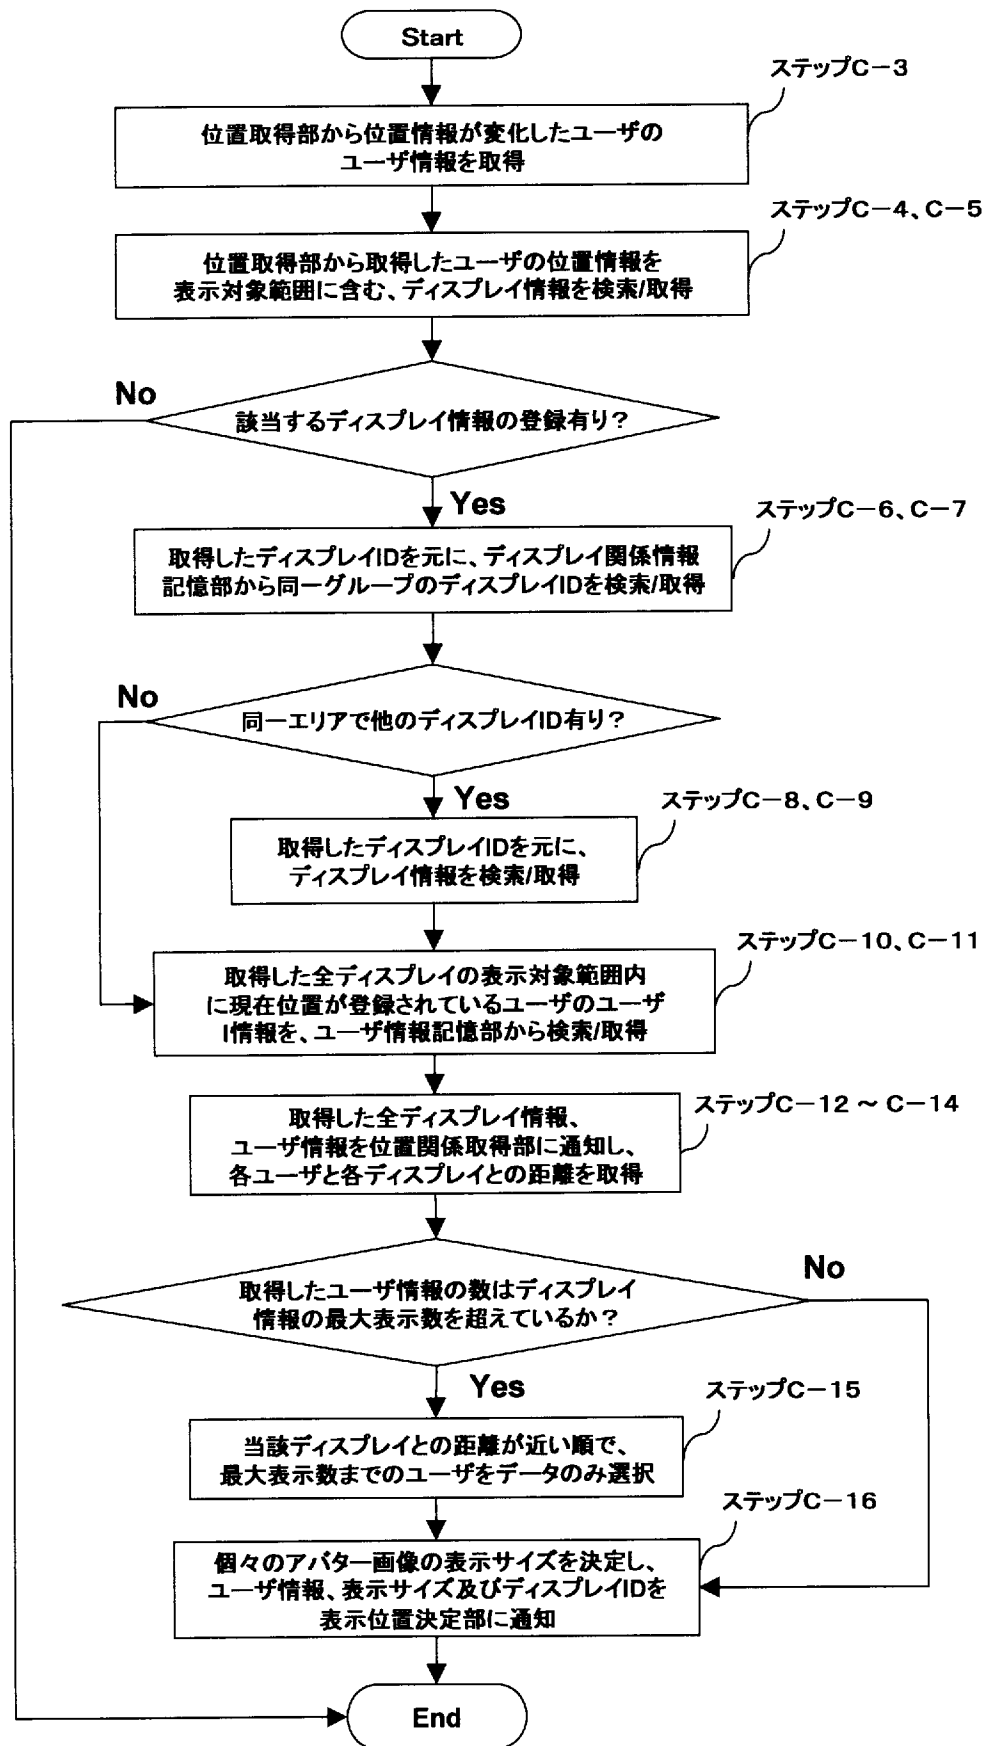 Start
ステップC-3
位置取得部から位置情報が変化したユーザの
ユーザ情報を取得
ステップC-4、C-5
位置取得部から取得したユーザの位置情報を
表示対象範囲に含む、ディスプレイ情報を検索/取得
No
該当するディスプレイ情報の登録有り？
Yes
ステップC-6、C-7
取得したディスプレイIDを元に、ディスプレイ関係情報
記憶部から同一グループのディスプレイIDを検索/取得
No
同一エリアで他のディスプレイID有り？
Yes
ステップC-8、C-9
取得したディスプレイIDを元に、
ディスプレイ情報を検索/取得
ステップC-10、C-11
取得した全ディスプレイの表示対象範囲内
に現在位置が登録されているユーザのユーザ
I情報を、ユーザ情報記憶部から検索/取得
ステップC-12 ～ C-14
取得した全ディスプレイ情報、
ユーザ情報を位置関係取得部に通知し、
各ユーザと各ディスプレイとの距離を取得
No
取得したユーザ情報の数はディスプレイ
情報の最大表示数を超えているか？
Yes
ステップC-15
当該ディスプレイとの距離が近い順で、
最大表示数までのユーザをデータのみ選択
ステップC-16
個々のアバター画像の表示サイズを決定し、
ユーザ情報、表示サイズ及びディスプレイIDを
表示位置決定部に通知
End